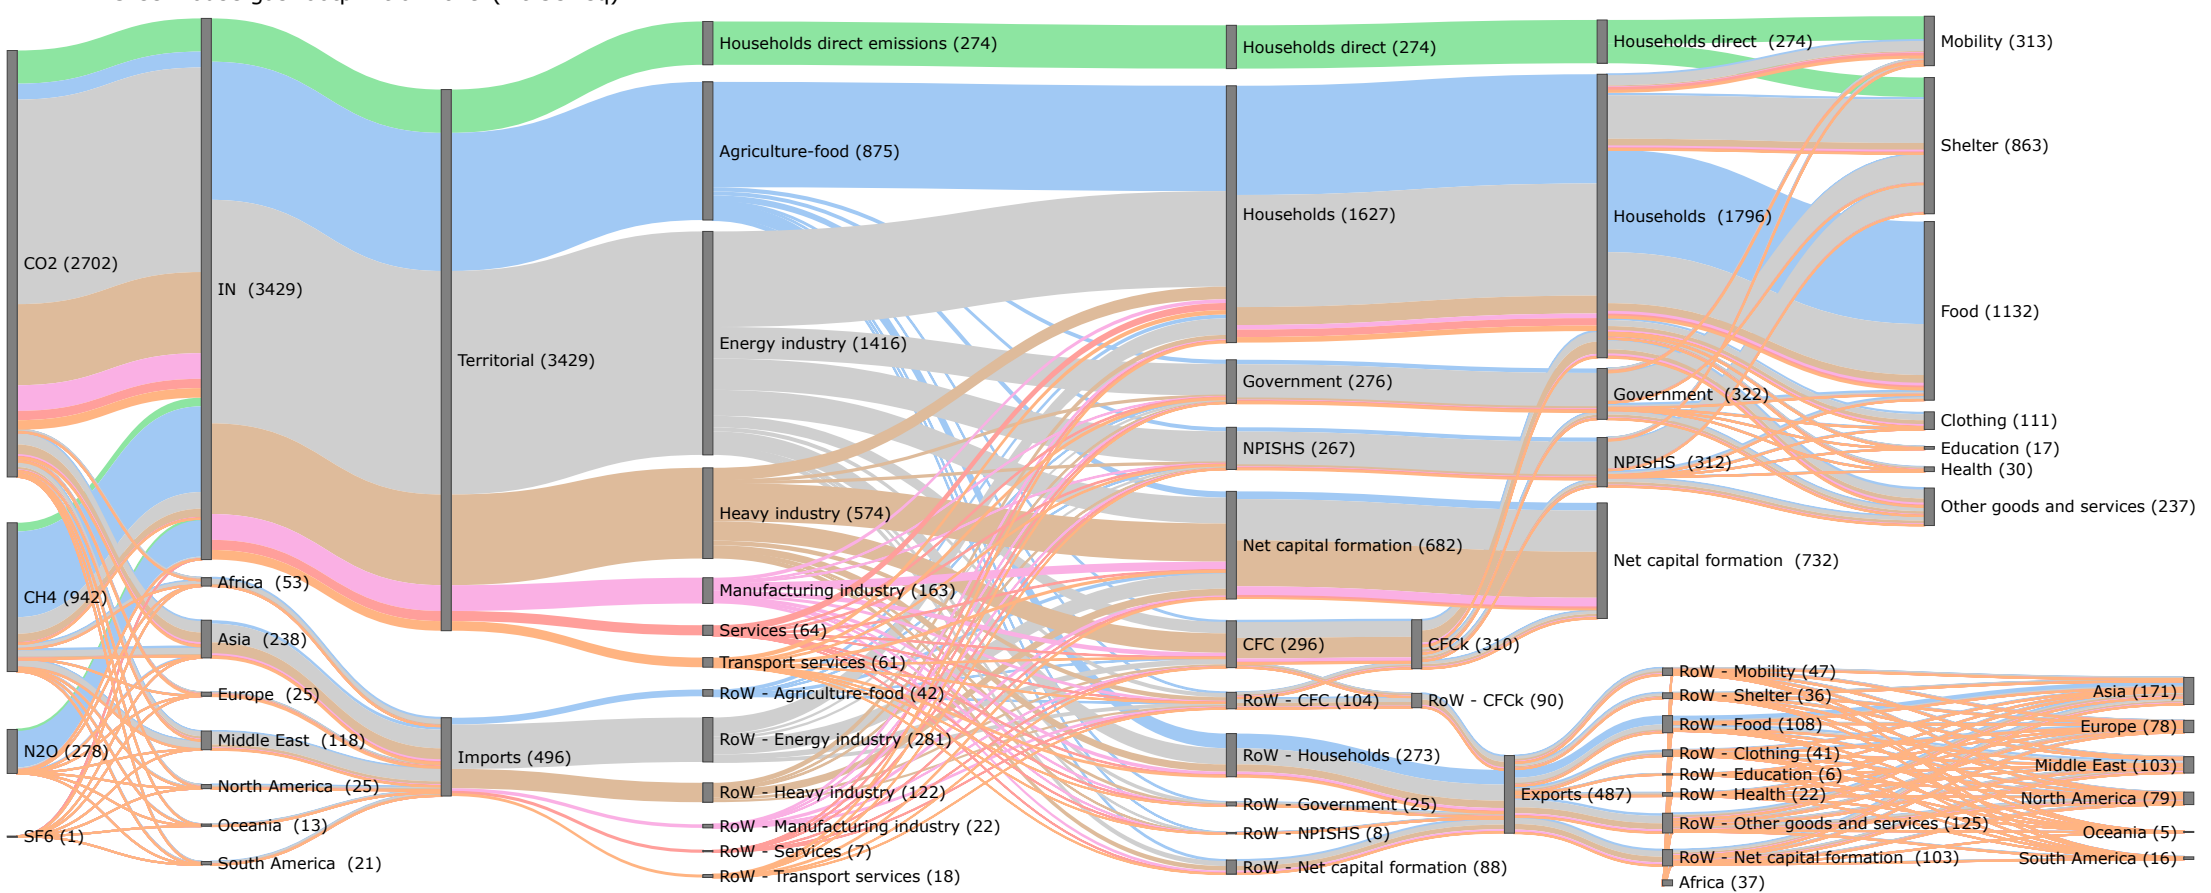 CO2 (2702)
CH4 (942)
N2O (278)
SF6 (1)
IN (3429)
Africa (53)
Asia (238)
Europe (25)
Middle East (118)
North America (25)
Oceania (13)
South America (21)
Territorial (3429)
Imports (496)
Households direct emissions (274)
Agriculture-food (875)
Energy industry (1416)
Heavy industry (574)
Manufacturing industry (163)
Services (64)
Transport services (61)
RoW - Agriculture-food (42)
RoW - Energy industry (281)
RoW - Heavy industry (122)
RoW - Manufacturing industry (22)
RoW - Services (7)
RoW - Transport services (18)
Households direct (274)
Households (1627)
Government (276)
NPISHS (267)
Net capital formation (682)
CFC (296)
RoW - CFC (104)
RoW - Households (273)
RoW - Government (25)
RoW - NPISHS (8)
RoW - Net capital formation (88)
CFCk (310)
RoW - CFCk (90)
Exports (487)
Households direct (274)
Households (1796)
Government (322)
NPISHS (312)
Net capital formation (732)
RoW - Mobility (47)
RoW - Shelter (36)
RoW - Food (108)
RoW - Clothing (41)
RoW - Education (6)
RoW - Health (22)
RoW - Other goods and services (125)
RoW - Net capital formation (103)
Africa (37)
Mobility (313)
Shelter (863)
Food (1132)
Clothing (111)
Education (17)
Health (30)
Other goods and services (237)
Asia (171)
Europe (78)
Middle East (103)
North America (79)
Oceania (5)
South America (16)